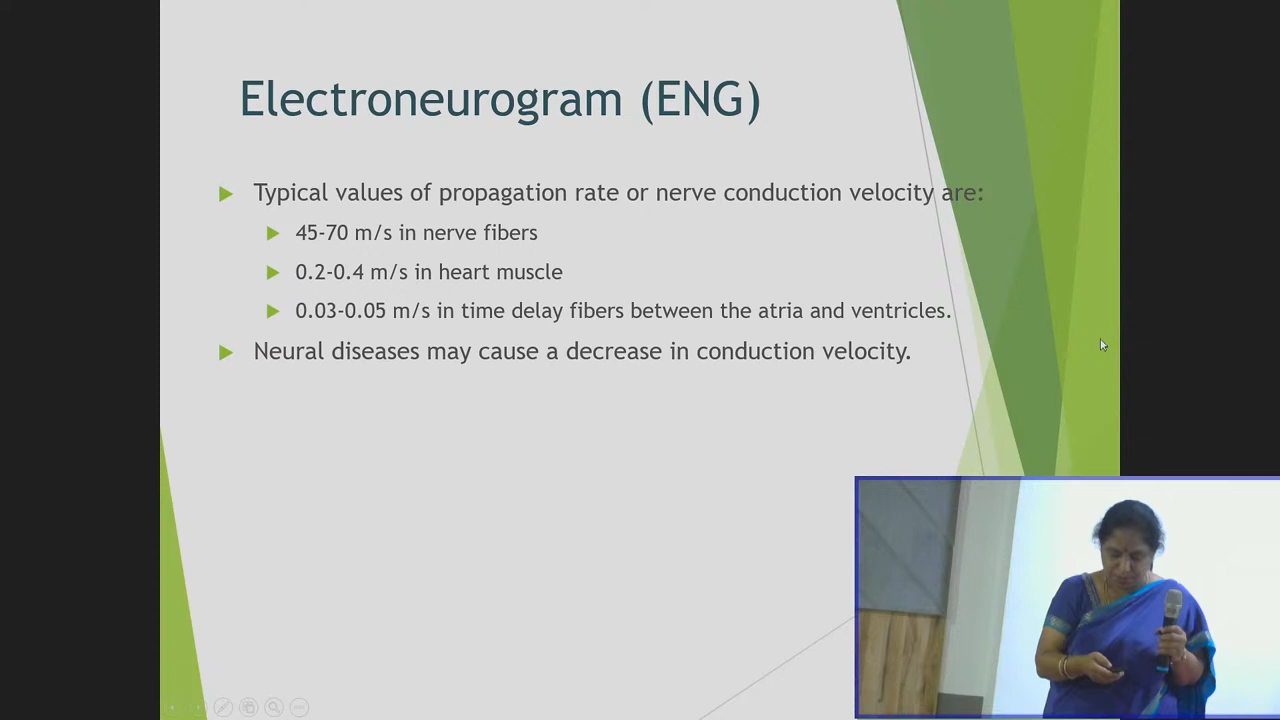 Electroneurogram (ENG)
Typical values of propagation rate or nerve conduction velocity are:
45-70 m/s in nerve fibers
0.2-0.4 m/s in heart muscle
0.03-0.05 m/s in time delay fibers between the atria and ventricles.
Neural diseases may cause a decrease in conduction velocity.